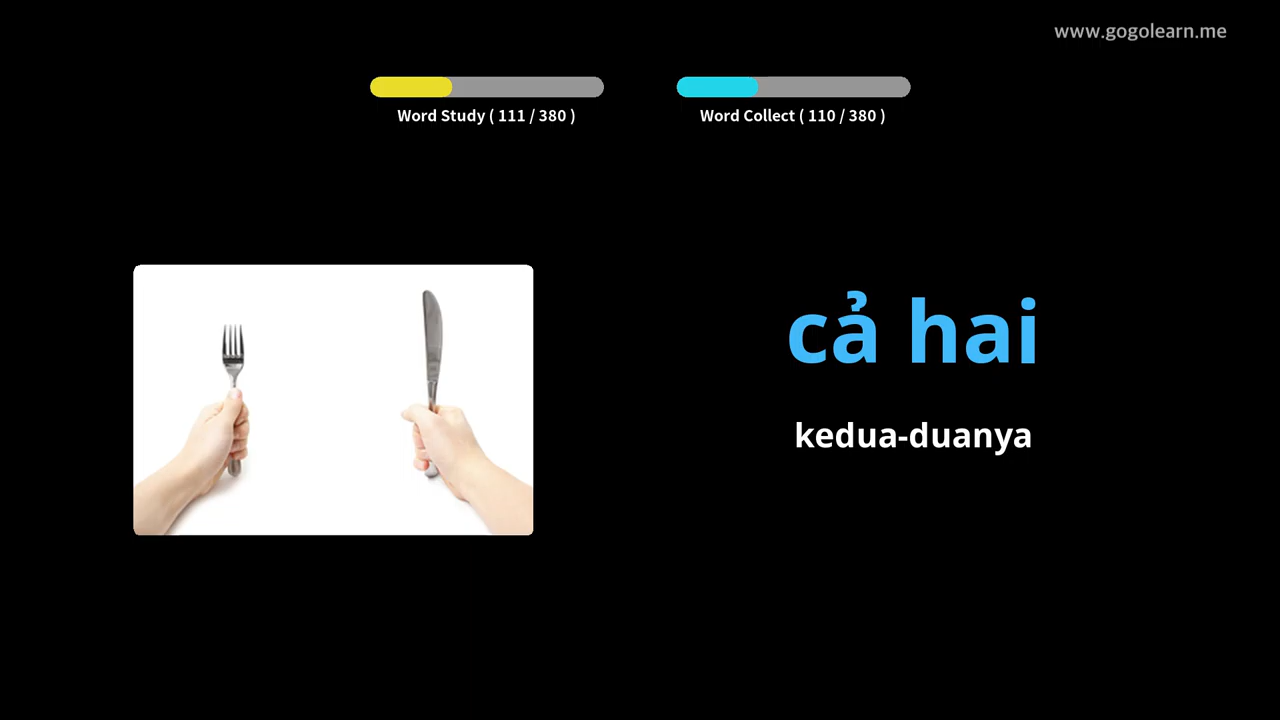 www.gogolearn.me
Word Study ( 111 / 380 )
Word Collect ( 110 / 380 )
cả hai
kedua-duanya